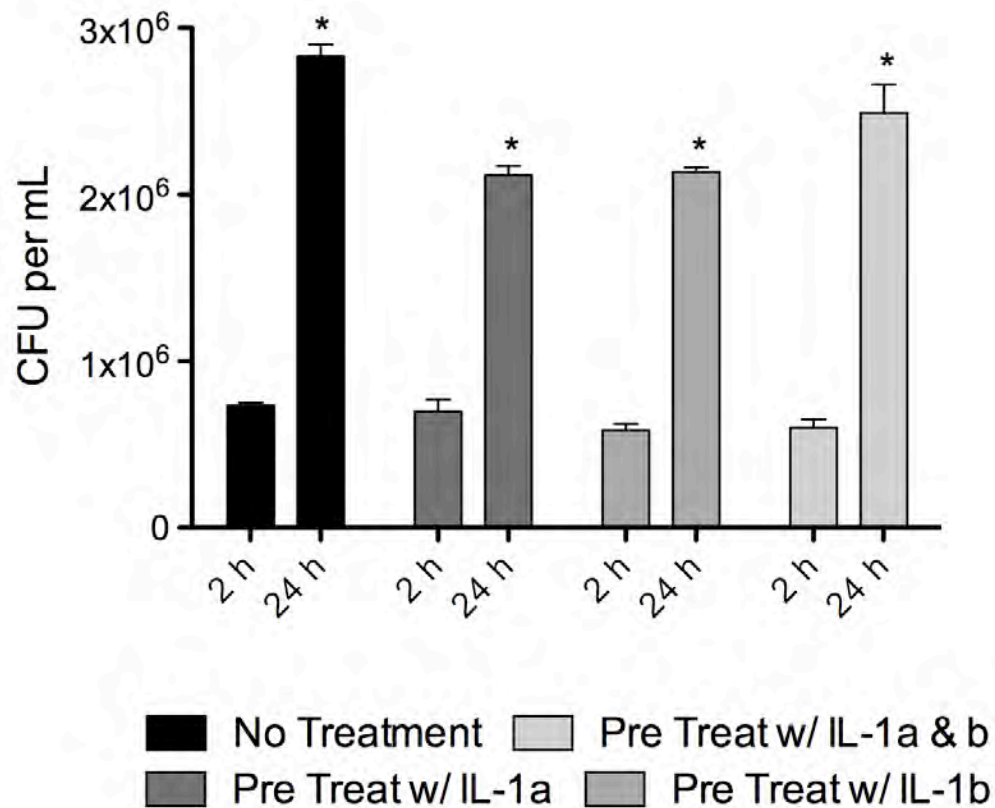 3x10⁶
2x10⁶
1x10⁶
0
CFU per mL
* * * *
2 h 24 h 2 h 24 h 2 h 24 h 2 h 24 h
No Treatment Pre Treat w/ IL-1a & b
Pre Treat w/ IL-1a Pre Treat w/ IL-1b